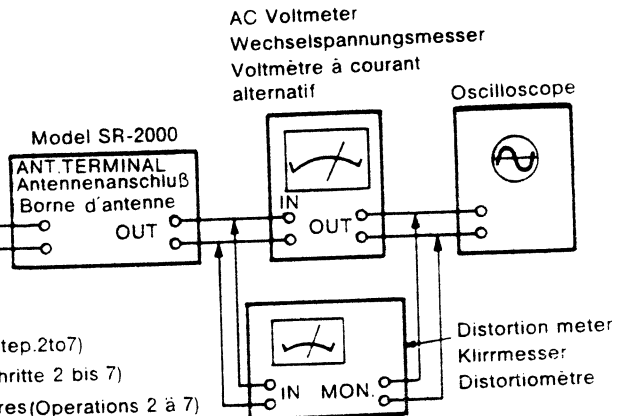 AC Voltmeter
Wechselspannungsmesser
Voltmètre à courant
alternatif
Oscilloscope
Model SR-2000
ANT. TERMINAL
Antennenanschluß
Borne d'antenne
OUT
IN
OUT
tep.2to7)
hritte 2 bis 7)
res(Operations 2 à 7)
IN MON.
Distortion meter
Klirrmesser
Distortiomètre